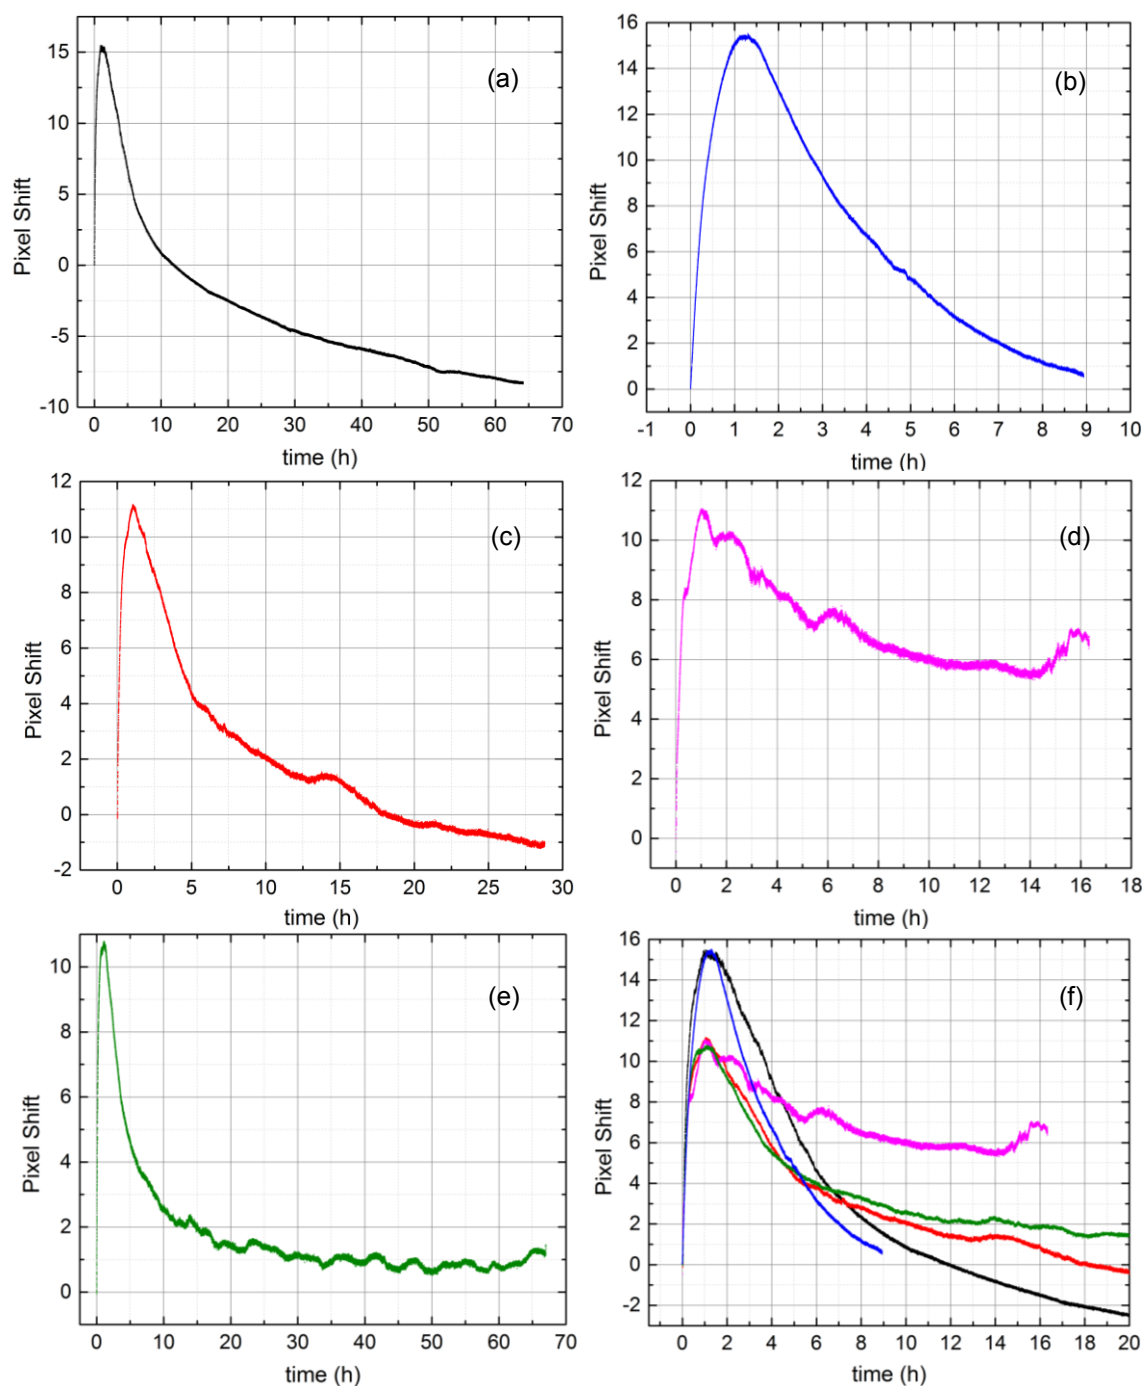 (a)
Pixel Shift
15
10
5
0
-5
-10
0 10 20 30 40 50 60 70
time (h)
(b)
Pixel Shift
16
14
12
10
8
6
4
2
0
-1 0 1 2 3 4 5 6 7 8 9 10
time (h)
(c)
Pixel Shift
12
10
8
6
4
2
0
-2
0 5 10 15 20 25 30
time (h)
(d)
Pixel Shift
12
10
8
6
4
2
0
0 2 4 6 8 10 12 14 16 18
time (h)
(e)
Pixel Shift
10
8
6
4
2
0
0 10 20 30 40 50 60 70
time (h)
(f)
Pixel Shift
16
14
12
10
8
6
4
2
0
-2
0 2 4 6 8 10 12 14 16 18 20
time (h)